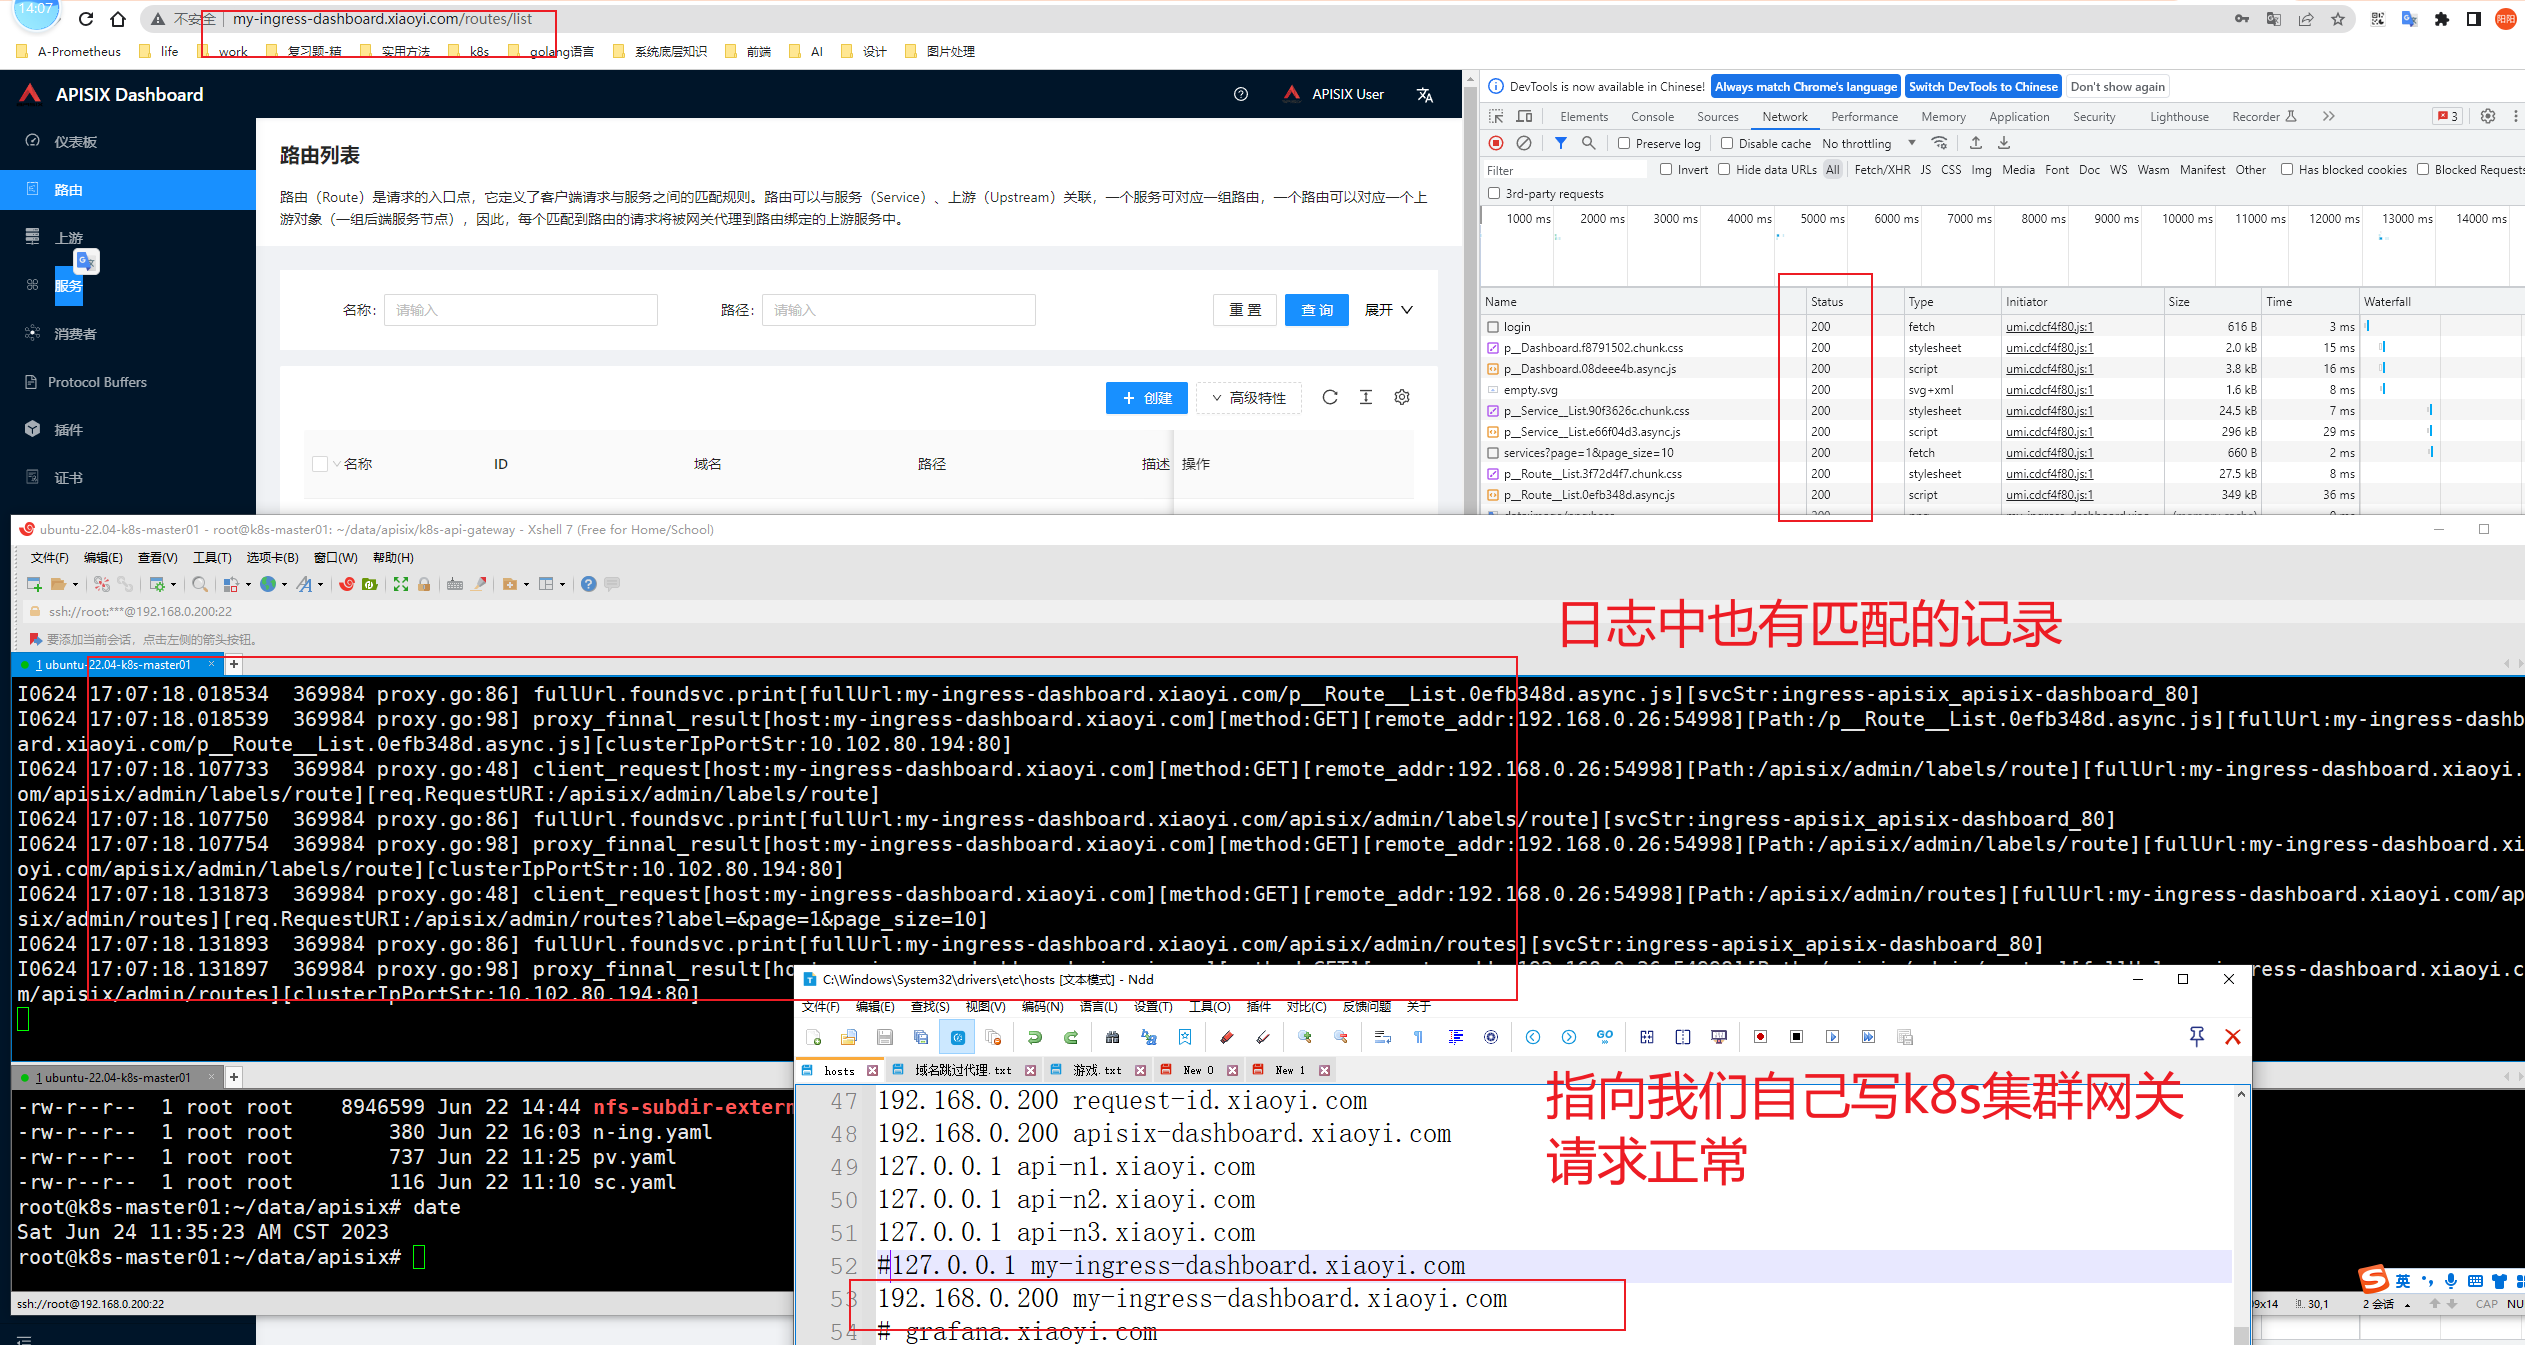 14:07
不安全 my-ingress-dashboard.xiaoyi.com/routes/list
A-Prometheus life work 复习题-精 实用方法 k8s golang语言 系统底层知识 前端 AI 设计 图片处理
APISIX Dashboard
APISIX User
仪表板
路由
上游
服务
消费者
Protocol Buffers
插件
证书
路由列表
路由（Route）是请求的入口点，它定义了客户端请求与服务之间的匹配规则。路由可以与服务（Service）、上游（Upstream）关联，一个服务可对应一组路由，一个路由可以对应一个上
游对象（一组后端服务节点），因此，每个匹配到路由的请求将被网关代理到路由绑定的上游服务中。
名称: 请输入 路径: 请输入 重 置 查 询 展开
创建 高级特性
名称 ID 域名 路径 描述 操作
DevTools is now available in Chinese! Always match Chrome's language Switch DevTools to Chinese Don't show again
Elements Console Sources Network Performance Memory Application Security Lighthouse Recorder 3
Preserve log Disable cache No throttling
Filter Invert Hide data URLs All Fetch/XHR JS CSS Img Media Font Doc WS Wasm Manifest Other Has blocked cookies Blocked Requests
3rd-party requests
1000 ms 2000 ms 3000 ms 4000 ms 5000 ms 6000 ms 7000 ms 8000 ms 9000 ms 10000 ms 11000 ms 12000 ms 13000 ms 14000 ms
Name Status Type Initiator Size Time Waterfall
login 200 fetch umi.cdcf4f80.js:1 616 B 3 ms
p__Dashboard.f8791502.chunk.css 200 stylesheet umi.cdcf4f80.js:1 2.0 kB 15 ms
p__Dashboard.08deee4b.async.js 200 script umi.cdcf4f80.js:1 3.8 kB 16 ms
empty.svg 200 svg+xml umi.cdcf4f80.js:1 1.6 kB 8 ms
p__Service__List.90f3626c.chunk.css 200 stylesheet umi.cdcf4f80.js:1 24.5 kB 7 ms
p__Service__List.e66f04d3.async.js 200 script umi.cdcf4f80.js:1 296 kB 29 ms
services?page=1&page_size=10 200 fetch umi.cdcf4f80.js:1 660 B 2 ms
p__Route__List.3f72d4f7.chunk.css 200 stylesheet umi.cdcf4f80.js:1 27.5 kB 8 ms
p__Route__List.0efb348d.async.js 200 script umi.cdcf4f80.js:1 349 kB 36 ms
ubuntu-22.04-k8s-master01 - root@k8s-master01: ~/data/apisix/k8s-api-gateway - Xshell 7 (Free for Home/School)
文件(F) 编辑(E) 查看(V) 工具(T) 选项卡(B) 窗口(W) 帮助(H)
ssh://root:***@192.168.0.200:22
要添加当前会话，点击左侧的箭头按钮。
日志中也有匹配的记录
1 ubuntu-22.04-k8s-master01
I0624 17:07:18.018534  369984 proxy.go:86] fullUrl.foundsvc.print[fullUrl:my-ingress-dashboard.xiaoyi.com/p__Route__List.0efb348d.async.js][svcStr:ingress-apisix_apisix-dashboard_80]
I0624 17:07:18.018539  369984 proxy.go:98] proxy_finnal_result[host:my-ingress-dashboard.xiaoyi.com][method:GET][remote_addr:192.168.0.26:54998][Path:/p__Route__List.0efb348d.async.js][fullUrl:my-ingress-dashb
ard.xiaoyi.com/p__Route__List.0efb348d.async.js][clusterIpPortStr:10.102.80.194:80]
I0624 17:07:18.107733  369984 proxy.go:48] client_request[host:my-ingress-dashboard.xiaoyi.com][method:GET][remote_addr:192.168.0.26:54998][Path:/apisix/admin/labels/route][fullUrl:my-ingress-dashboard.xiaoyi.
om/apisix/admin/labels/route][req.RequestURI:/apisix/admin/labels/route]
I0624 17:07:18.107750  369984 proxy.go:86] fullUrl.foundsvc.print[fullUrl:my-ingress-dashboard.xiaoyi.com/apisix/admin/labels/route][svcStr:ingress-apisix_apisix-dashboard_80]
I0624 17:07:18.107754  369984 proxy.go:98] proxy_finnal_result[host:my-ingress-dashboard.xiaoyi.com][method:GET][remote_addr:192.168.0.26:54998][Path:/apisix/admin/labels/route][fullUrl:my-ingress-dashboard.xi
oyi.com/apisix/admin/labels/route][clusterIpPortStr:10.102.80.194:80]
I0624 17:07:18.131873  369984 proxy.go:48] client_request[host:my-ingress-dashboard.xiaoyi.com][method:GET][remote_addr:192.168.0.26:54998][Path:/apisix/admin/routes][fullUrl:my-ingress-dashboard.xiaoyi.com/ap
six/admin/routes][req.RequestURI:/apisix/admin/routes?label=&page=1&page_size=10]
I0624 17:07:18.131893  369984 proxy.go:86] fullUrl.foundsvc.print[fullUrl:my-ingress-dashboard.xiaoyi.com/apisix/admin/routes][svcStr:ingress-apisix_apisix-dashboard_80]
I0624 17:07:18.131897  369984 proxy.go:98] proxy_finnal_result[h
m/apisix/admin/routes][clusterIpPortStr:10.102.80.194:80]
1 ubuntu-22.04-k8s-master01
-rw-r--r--  1 root root    8946599 Jun 22 14:44 nfs-subdir-extern
-rw-r--r--  1 root root        380 Jun 22 16:03 n-ing.yaml
-rw-r--r--  1 root root        737 Jun 22 11:25 pv.yaml
-rw-r--r--  1 root root        116 Jun 22 11:10 sc.yaml
root@k8s-master01:~/data/apisix# date
Sat Jun 24 11:35:23 AM CST 2023
root@k8s-master01:~/data/apisix#
ssh://root@192.168.0.200:22
C:\Windows\System32\drivers\etc\hosts [文本模式] - Ndd
文件(F) 编辑(E) 查找(S) 视图(V) 编码(N) 语言(L) 设置(T) 工具(O) 插件 对比(C) 反馈问题 关于
hosts 域名跳过代理.txt 游戏.txt New 0 New 1
47 192.168.0.200 request-id.xiaoyi.com
48 192.168.0.200 apisix-dashboard.xiaoyi.com
49 127.0.0.1 api-n1.xiaoyi.com
50 127.0.0.1 api-n2.xiaoyi.com
51 127.0.0.1 api-n3.xiaoyi.com
52 #127.0.0.1 my-ingress-dashboard.xiaoyi.com
53 192.168.0.200 my-ingress-dashboard.xiaoyi.com
54 # grafana.xiaoyi.com
指向我们自己写k8s集群网关
请求正常
英
30,1 2 会话 CAP NU